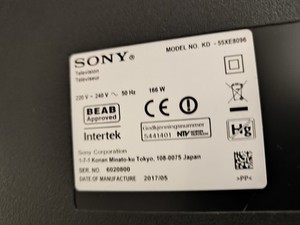 SONY®
MODEL NO. KD - 55XE8096
Television
Televiseur
220 V ~ 240 V ~ 50 Hz 166 W
BEAB
Approved
Intertek
CE
Godkjenningsnummer
5441401
Hg
Sony Corporation
1-7-1 Konan Minato-ku Tokyo, 108-0075 Japan
SER. NO. 6020800
DATE OF MANUFACTURE 2017/05
>PP<